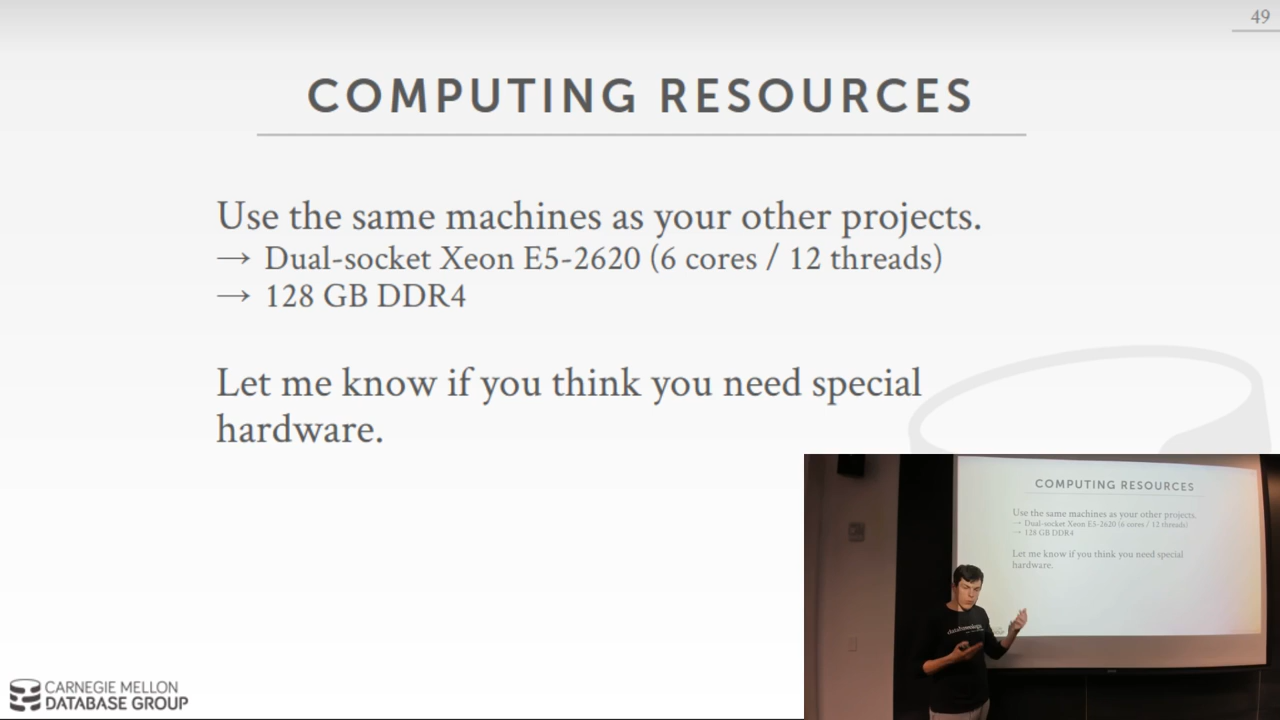 49
COMPUTING RESOURCES
Use the same machines as your other projects.
→ Dual-socket Xeon E5-2620 (6 cores / 12 threads)
→ 128 GB DDR4
Let me know if you think you need special
hardware.
COMPUTING RESOURCES
Use the same machines as your other projects.
→ Dual-socket Xeon E5-2620 (6 cores / 12 threads)
→ 128 GB DDR4
Let me know if you think you need special
hardware.
CARNEGIE MELLON
DATABASE GROUP